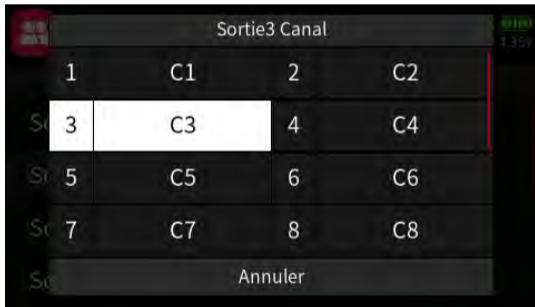 Sortie3 Canal
1 C1 2 C2
3 C3 4 C4
5 C5 6 C6
7 C7 8 C8
Annuler